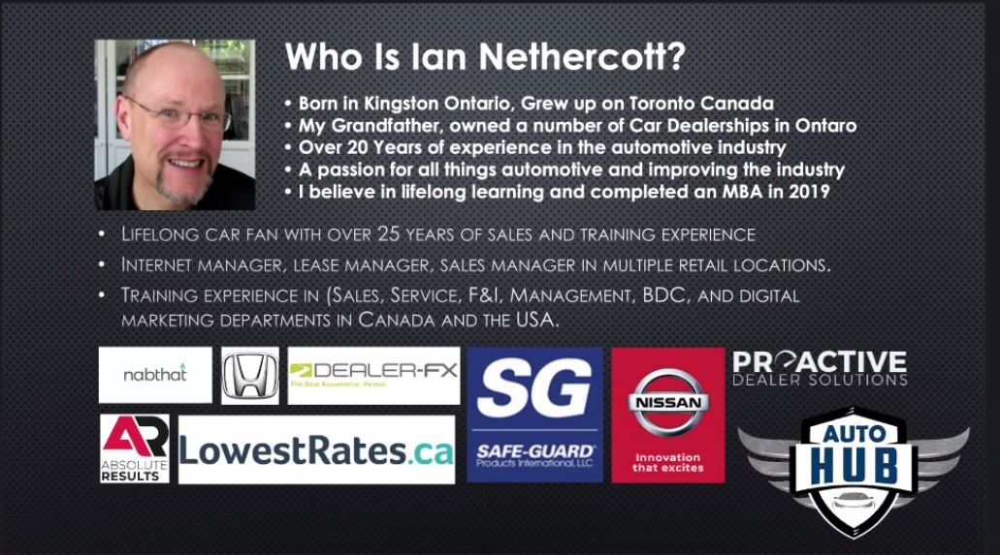 Who Is Ian Nethercott?
• Born in Kingston Ontario, Grew up on Toronto Canada
• My Grandfather, owned a number of Car Dealerships in Ontaro
• Over 20 Years of experience in the automotive industry
• A passion for all things automotive and improving the industry
• I believe in lifelong learning and completed an MBA in 2019
• Lifelong car fan with over 25 years of sales and training experience
• Internet manager, lease manager, sales manager in multiple retail locations.
• Training experience in (Sales, Service, F&I, Management, BDC, and digital
marketing departments in Canada and the USA.
nabthat
DEALER-FX
The Best Experience. Period.
SG
SAFE-GUARD
Products International, LLC
NISSAN
Innovation
that excites
PROACTIVE
DEALER SOLUTIONS
AR
ABSOLUTE
RESULTS
LowestRates.ca
AUTO
HUB